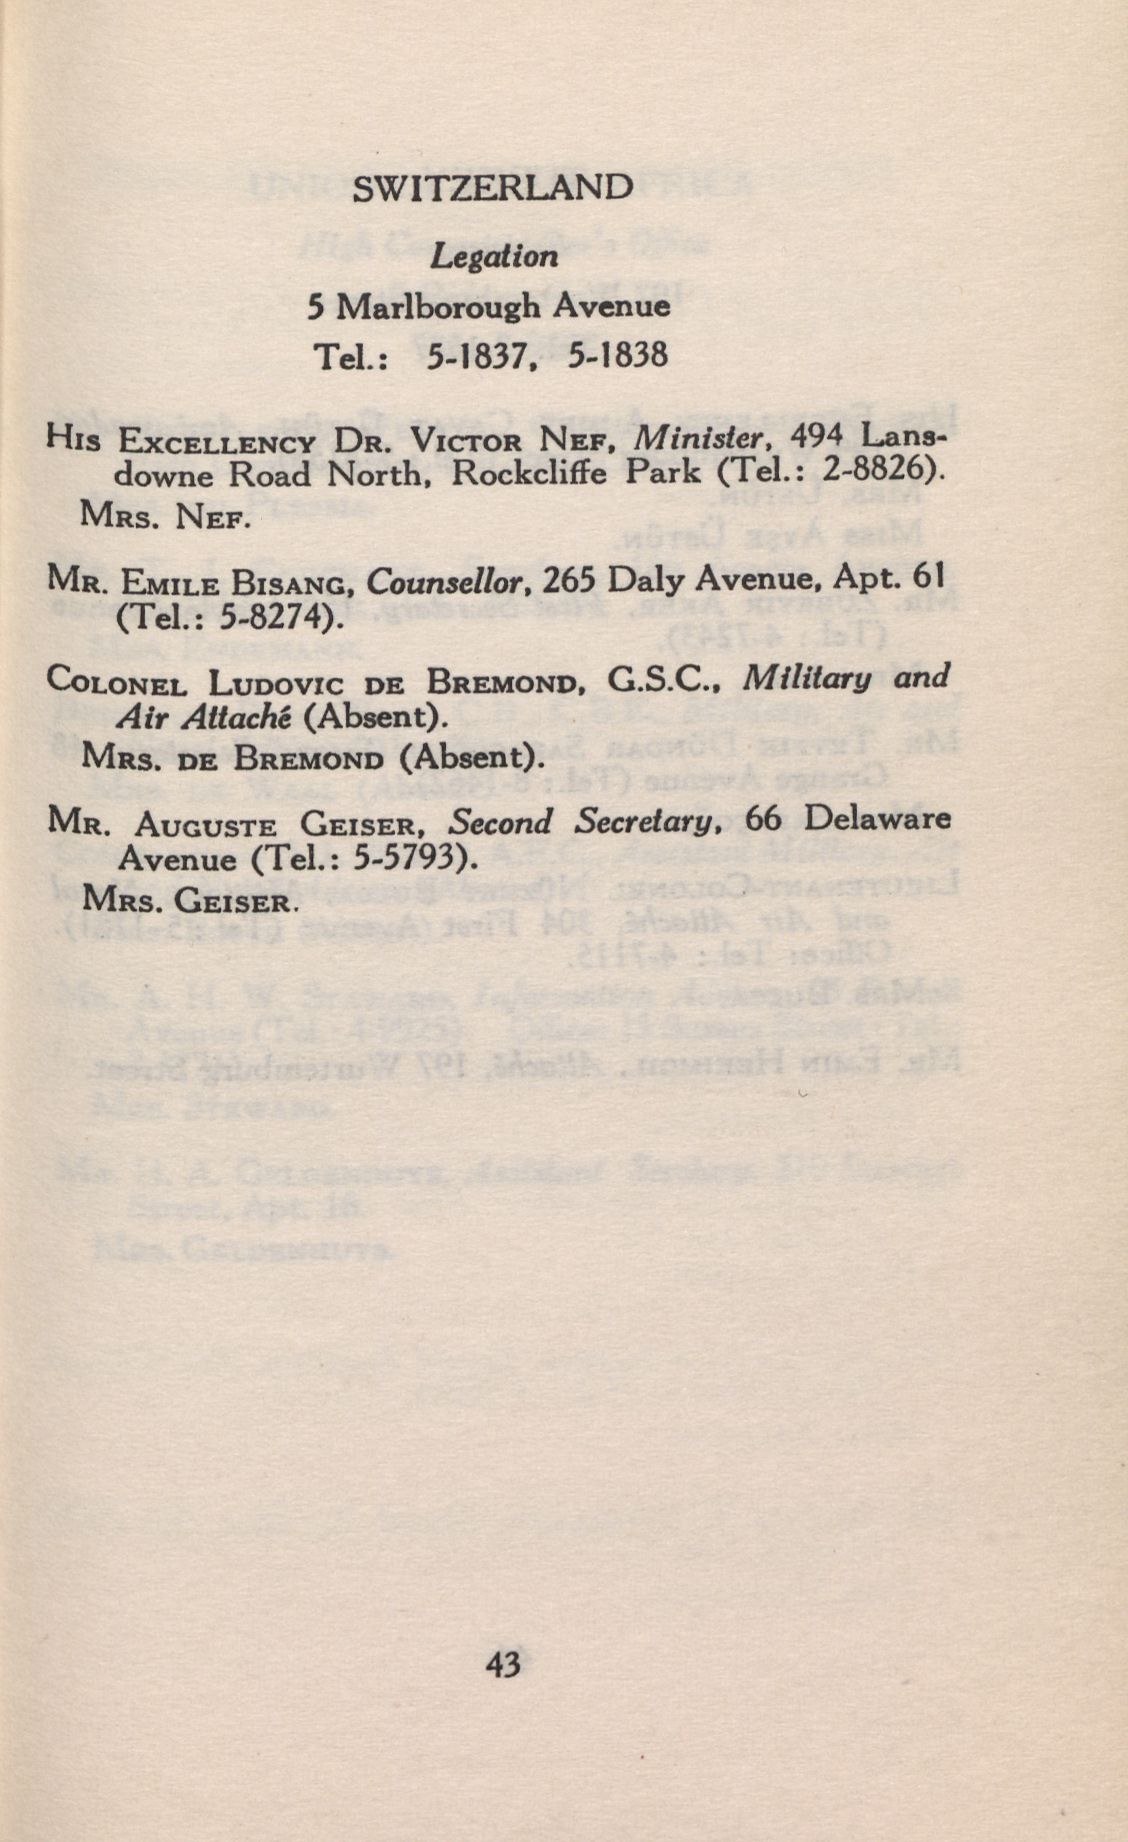 SWITZERLAND
Legation
5 Marlborough Avenue
Tel.: 5-1837, 5-1838
His Excellency Dr. Victor Nef, Minister, 494 Lans-
downe Road North, Rockcliffe Park (Tel.: 2-8826).
Mrs. Nef.
Mr. Emile Bisang, Counsellor, 265 Daly Avenue, Apt. 61
(Tel.: 5-8274).
Colonel Ludovic de Bremond, G.S.C., Military and
Air Attaché (Absent).
Mrs. de Bremond (Absent).
Mr. Auguste Geiser, Second Secretary, 66 Delaware
Avenue (Tel.: 5-5793).
Mrs. Geiser.
43